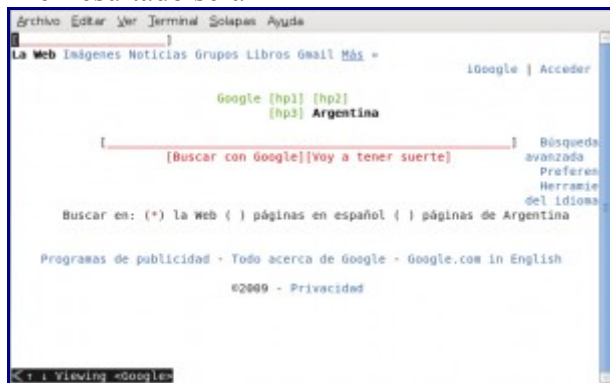 Archivo Editar Ver Terminal Solapas Ayuda
[ ]
La Web Imágenes Noticias Grupos Libros Gmail Más »
iGoogle | Acceder
Google [hp1] [hp2]
[hp3] Argentina
[ ] Búsqueda
[Buscar con Google][Voy a tener suerte] avanzada
Preferen
Herramie
del idioma
Buscar en: (*) la Web ( ) páginas en español ( ) páginas de Argentina
Programas de publicidad - Todo acerca de Google - Google.com in English
©2009 - Privacidad
↑ ↓ Viewing <Google>